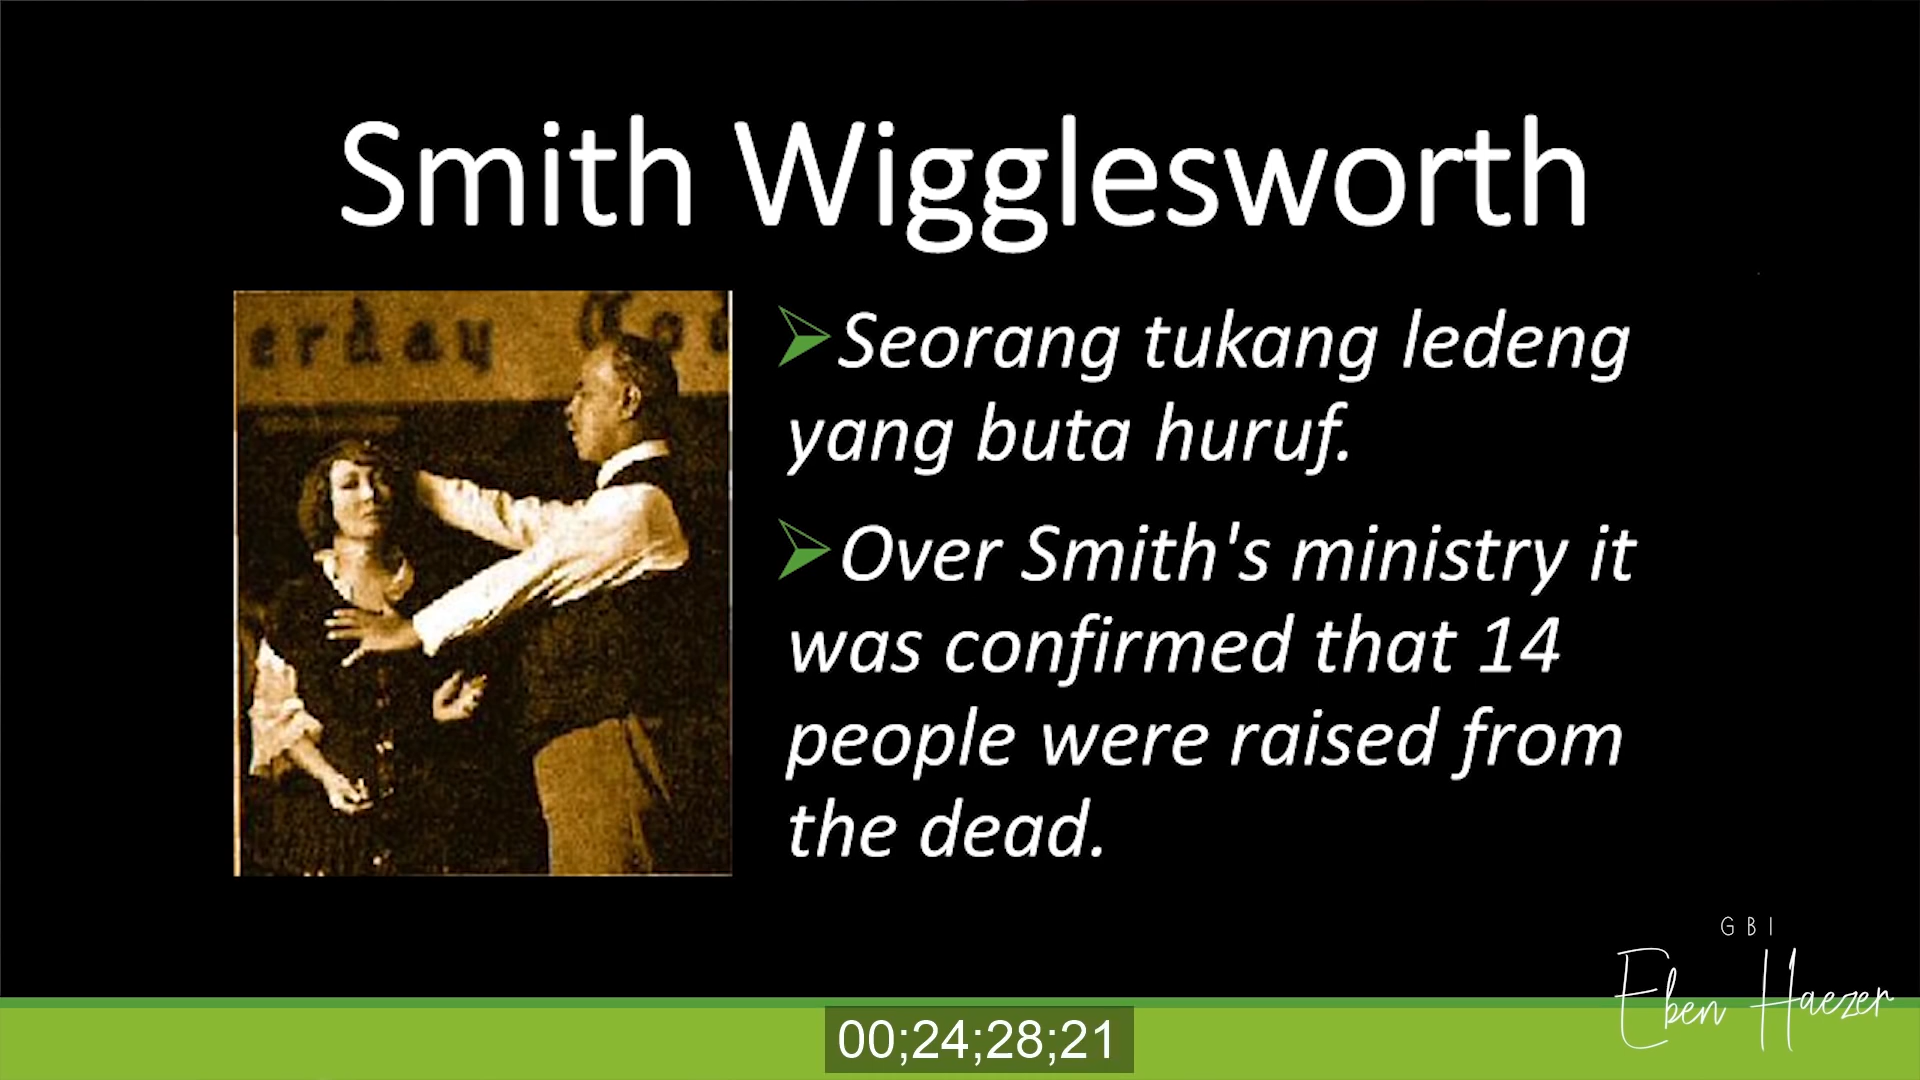 Smith Wigglesworth
erday
Seorang tukang ledeng
yang buta huruf.
Over Smith's ministry it
was confirmed that 14
people were raised from
the dead.
GBI
Eben Haezer
00;24;28;21